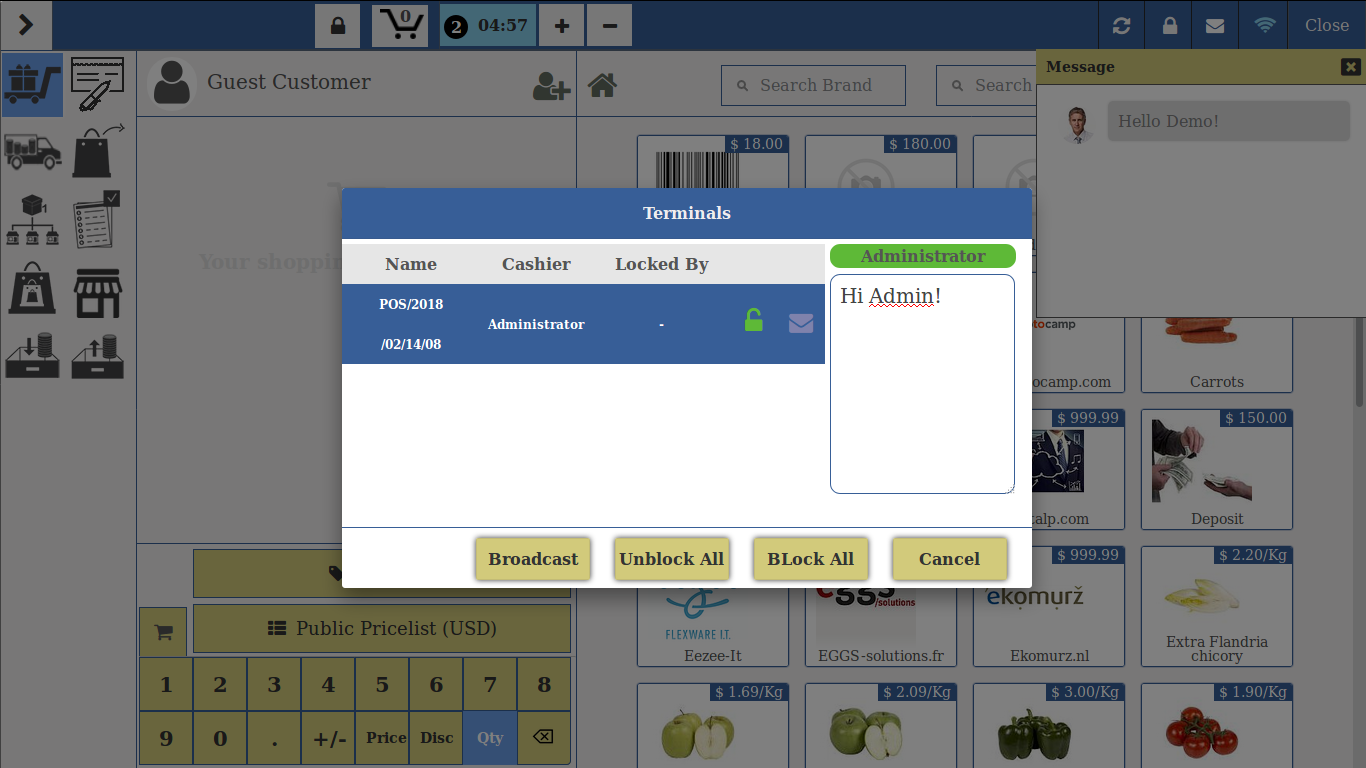 0
2 04:57
+
-
Close
Guest Customer
Search Brand
Search
Message
Hello Demo!
$ 18.00
$ 180.00
Terminals
Name
Cashier
Locked By
Administrator
POS/2018
/02/14/08
Administrator
-
Hi Admin!
Your
camp
ocamp.com
Carrots
$ 999.99
$ 150.00
alp.com
Deposit
Broadcast
Unblock All
BLock All
Cancel
$ 999.99
$ 2.20/Kg
Public Pricelist (USD)
FLEXWARE I.T.
/solutions
ekomurz
Eezee-It
EGGS-solutions.fr
Ekomurz.nl
Extra Flandria
chicory
1 2 3 4 5 6 7 8
9 0 . +/- Price Disc Qty
$ 1.69/Kg
$ 2.09/Kg
$ 3.00/Kg
$ 1.90/Kg